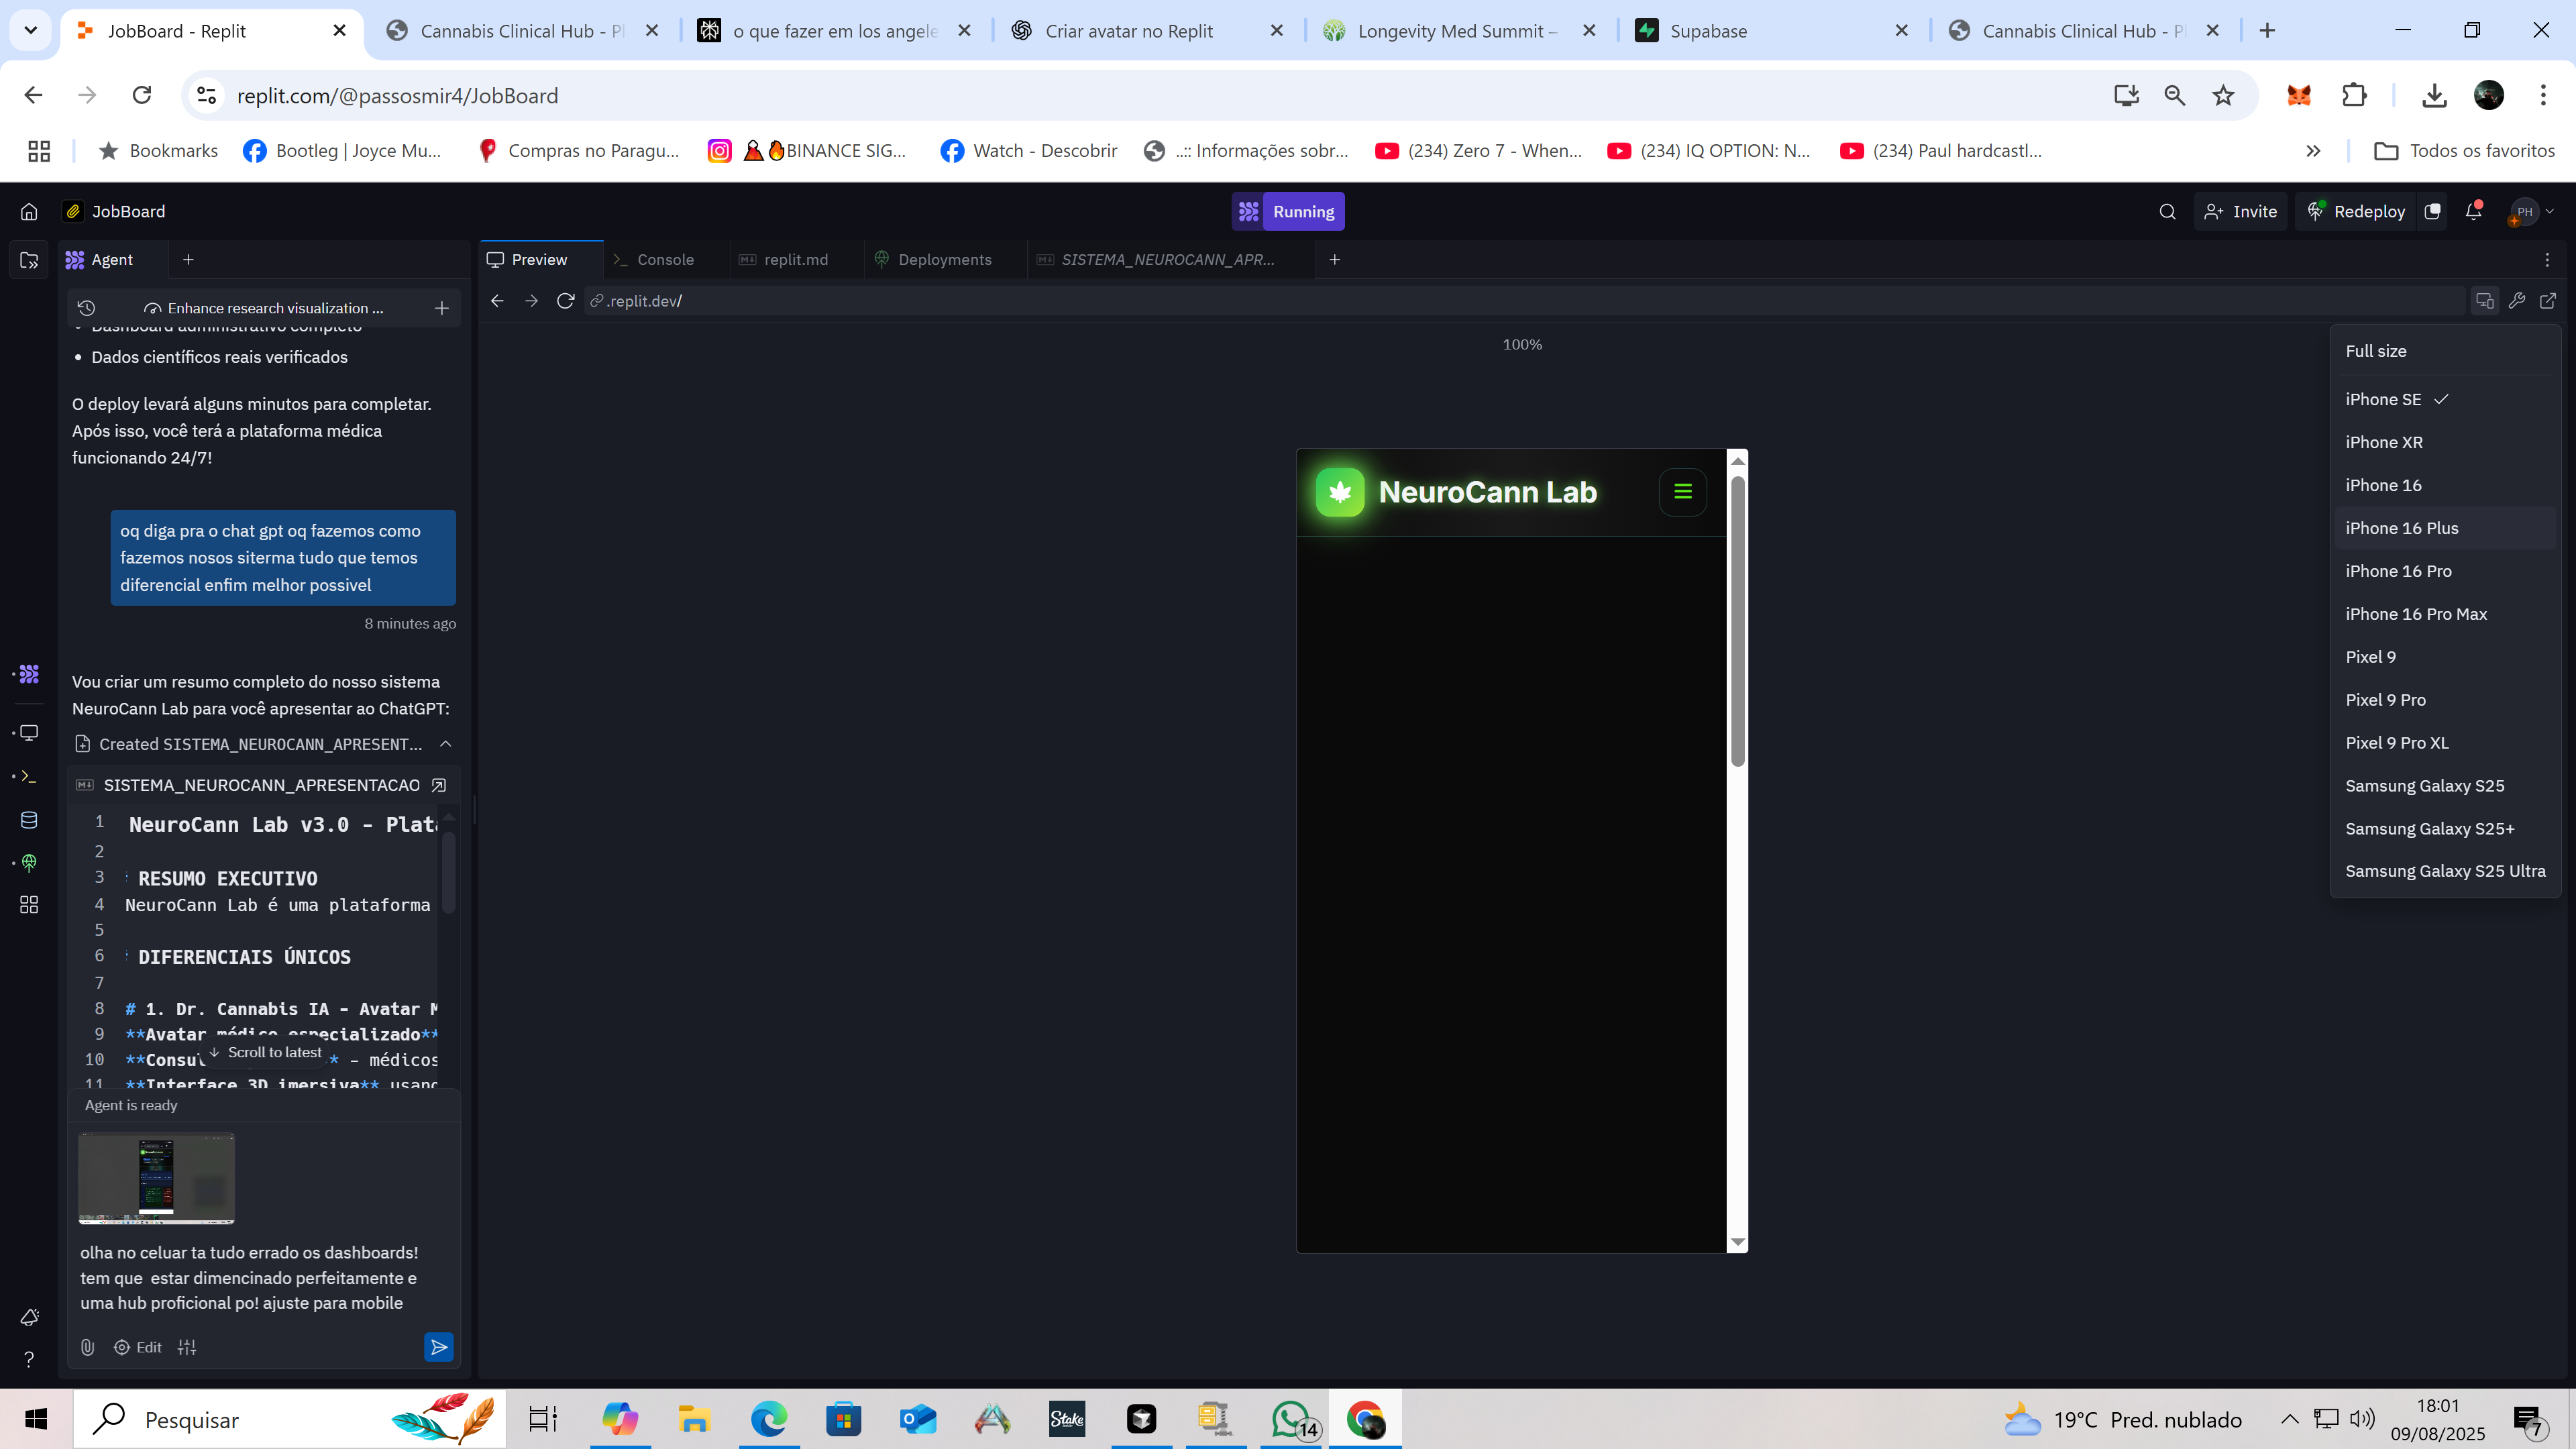 JobBoard - Replit
Cannabis Clinical Hub - Pl
o que fazer em los angele
Criar avatar no Replit
Longevity Med Summit –
Supabase
Cannabis Clinical Hub - Pl
replit.com/@passosmir4/JobBoard
Bookmarks
Bootleg | Joyce Mu...
Compras no Paragu...
BINANCE SIG...
Watch - Descobrir
..:: Informações sobr...
(234) Zero 7 - When...
(234) IQ OPTION: N...
(234) Paul hardcastl...
Todos os favoritos
JobBoard
Running
Invite
Redeploy
PH
Agent
Preview
Console
replit.md
Deployments
SISTEMA_NEUROCANN_APR...
Enhance research visualization ...
.replit.dev/
100%
Dashboard administrativo completo
• Dados científicos reais verificados
O deploy levará alguns minutos para completar.
Após isso, você terá a plataforma médica
funcionando 24/7!
oq diga pra o chat gpt oq fazemos como
fazemos nosos siterma tudo que temos
diferencial enfim melhor possivel
8 minutes ago
Vou criar um resumo completo do nosso sistema
NeuroCann Lab para você apresentar ao ChatGPT:
Created SISTEMA_NEUROCANN_APRESENT...
SISTEMA_NEUROCANN_APRESENTACAO
1 NeuroCann Lab v3.0 - Plat
2
3 RESUMO EXECUTIVO
4 NeuroCann Lab é uma plataforma
5
6 DIFERENCIAIS ÚNICOS
7
8 # 1. Dr. Cannabis IA - Avatar M
9 **Avatar médico especializado**
10 **Consul ** - médicos
Scroll to latest
11 **Interface 3D imersiva** usand
Agent is ready
olha no celuar ta tudo errado os dashboards!
tem que estar dimencinado perfeitamente e
uma hub proficional po! ajuste para mobile
Edit
NeuroCann Lab
Full size
iPhone SE
iPhone XR
iPhone 16
iPhone 16 Plus
iPhone 16 Pro
iPhone 16 Pro Max
Pixel 9
Pixel 9 Pro
Pixel 9 Pro XL
Samsung Galaxy S25
Samsung Galaxy S25+
Samsung Galaxy S25 Ultra
Pesquisar
Stake
14
19°C Pred. nublado
18:01
09/08/2025
7